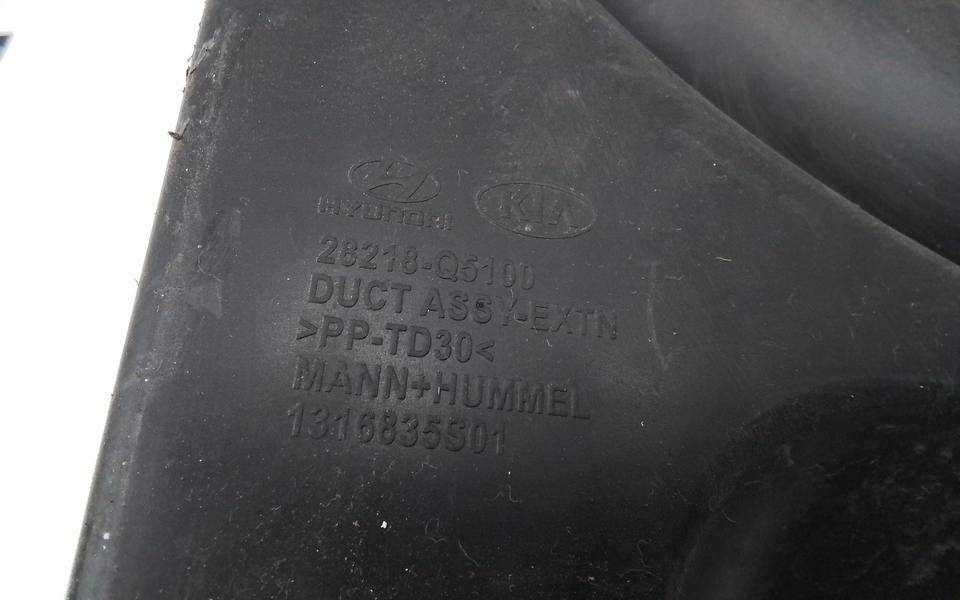 HYUNDAI KIA
28218-Q5100
DUCT ASSY-EXTN
>PP-TD30<
MANN+HUMMEL
1316835S01